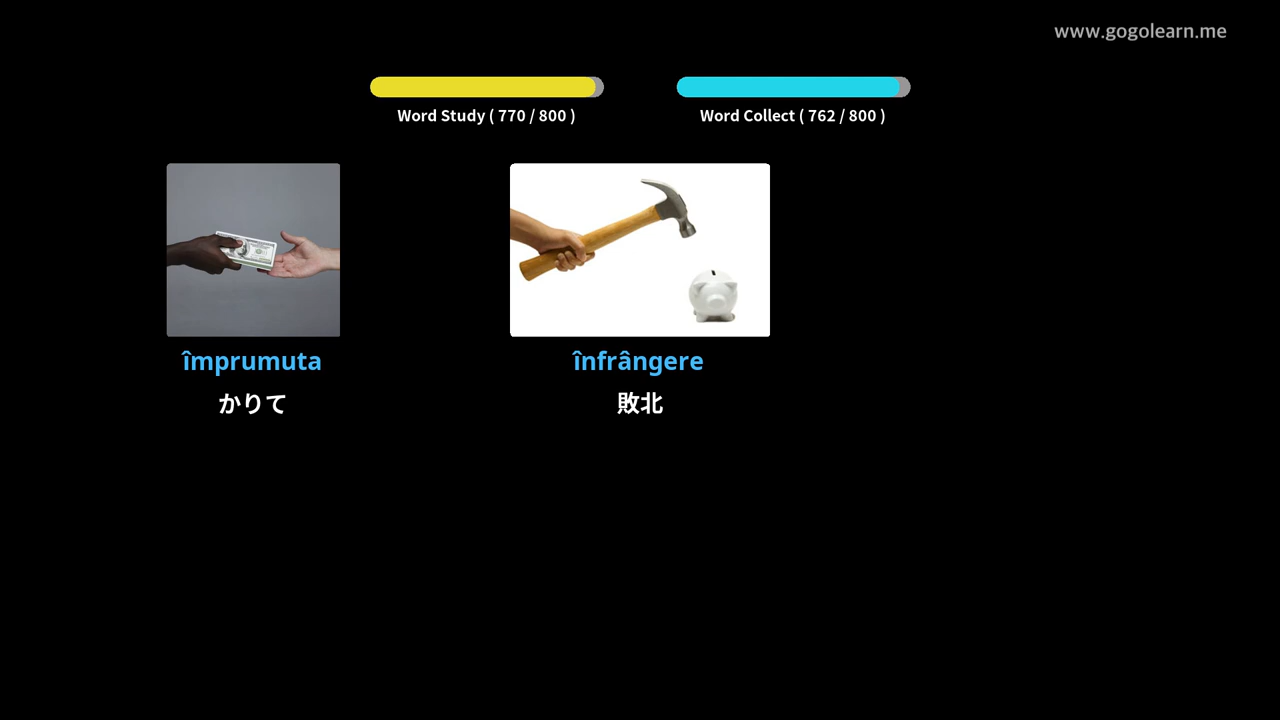 www.gogolearn.me
Word Study ( 770 / 800 )
Word Collect ( 762 / 800 )
împrumuta
かりて
înfrângere
敗北